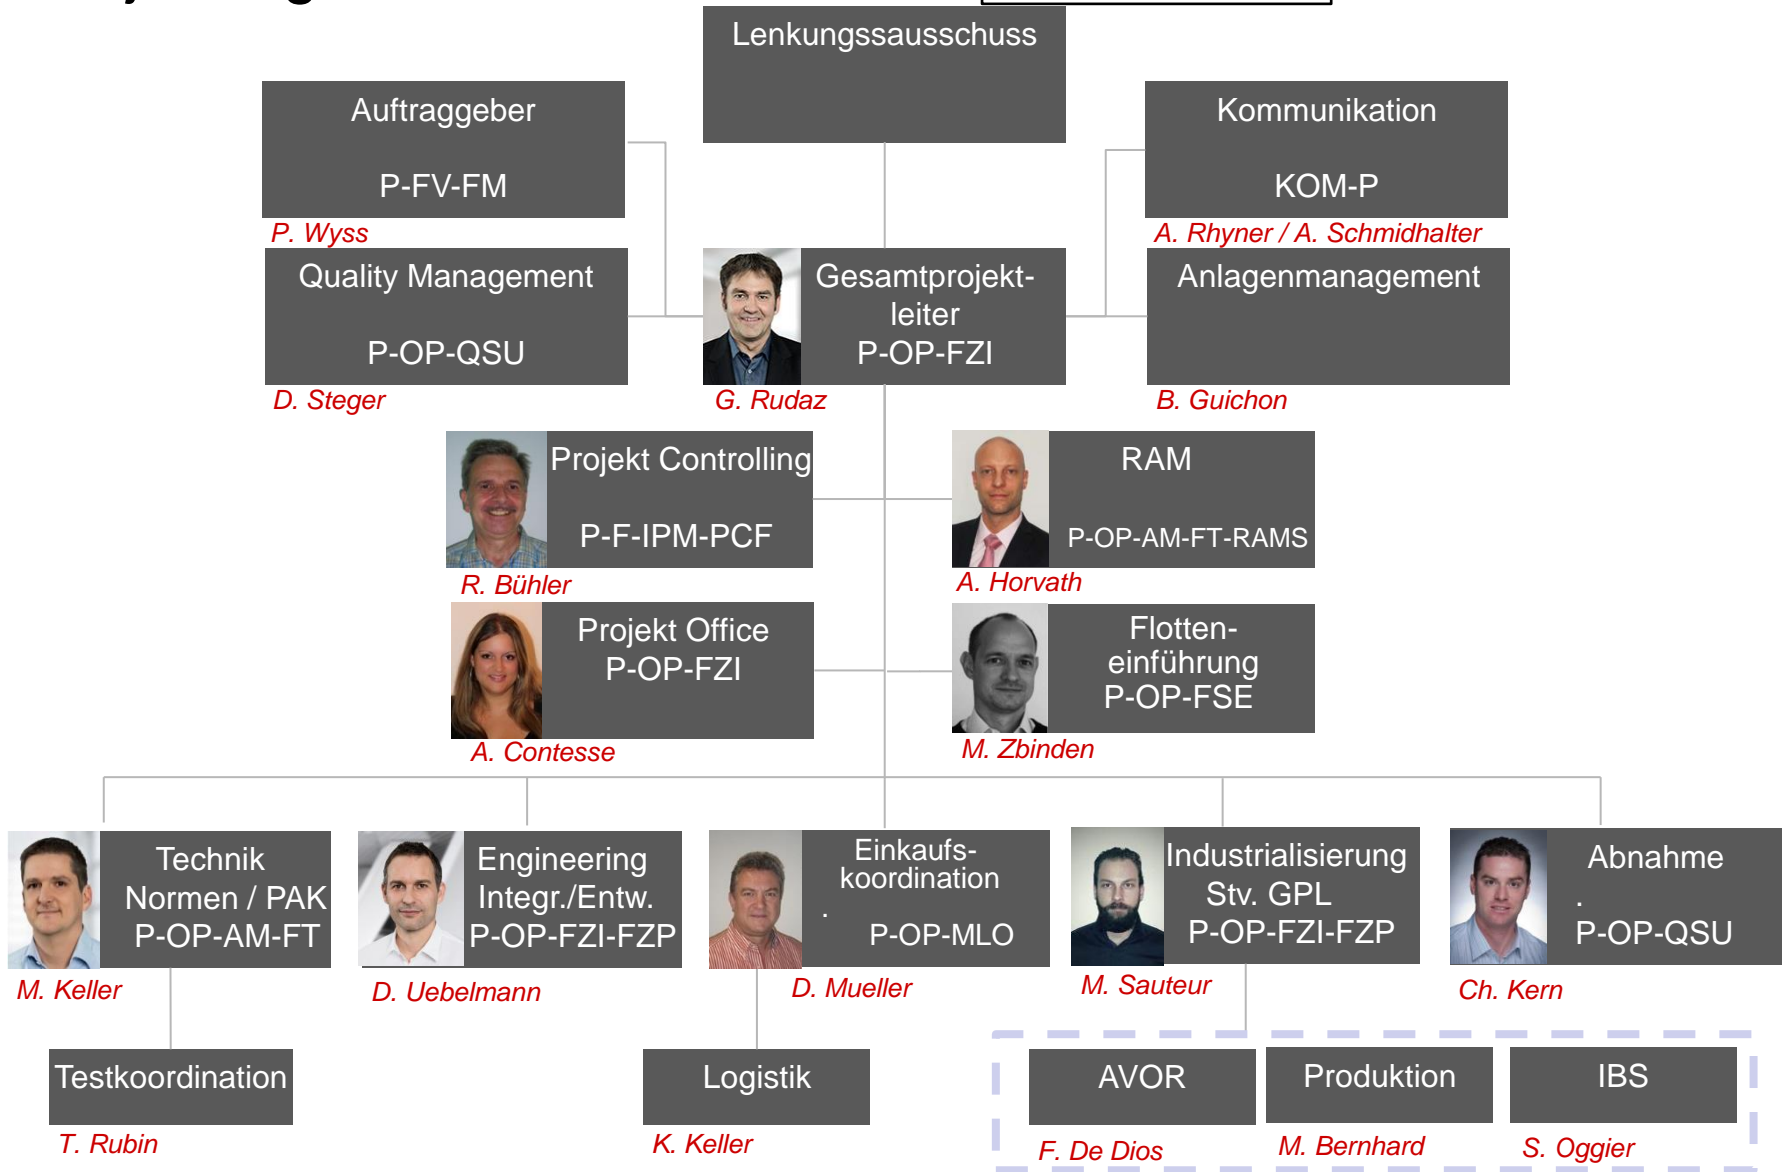 Lenkungssausschuss
Auftraggeber
P-FV-FM
P. Wyss
Kommunikation
KOM-P
A. Rhyner / A. Schmidhalter
Quality Management
P-OP-QSU
D. Steger
Gesamtprojekt-
leiter
P-OP-FZI
G. Rudaz
Anlagenmanagement
B. Guichon
Projekt Controlling
P-F-IPM-PCF
R. Bühler
RAM
P-OP-AM-FT-RAMS
A. Horvath
Projekt Office
P-OP-FZI
A. Contesse
Flotten-
einführung
P-OP-FSE
M. Zbinden
Technik
Normen / PAK
P-OP-AM-FT
M. Keller
Engineering
Integr./Entw.
P-OP-FZI-FZP
D. Uebelmann
Einkaufs-
koordination
.
P-OP-MLO
D. Mueller
Industrialisierung
Stv. GPL
P-OP-FZI-FZP
M. Sauteur
Abnahme
.
P-OP-QSU
Ch. Kern
Testkoordination
T. Rubin
Logistik
K. Keller
AVOR
F. De Dios
Produktion
M. Bernhard
IBS
S. Oggier